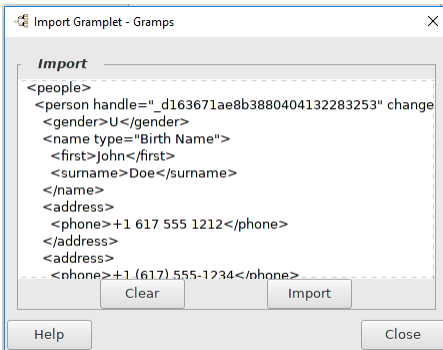 Import Gramplet - Gramps
Import
<people>
<person handle="_d163671ae8b3880404132283253" change
<gender>U</gender>
<name type="Birth Name">
<first>John</first>
<surname>Doe</surname>
</name>
<address>
<phone>+1 617 555 1212</phone>
</address>
<address>
<phone>+1 (617) 555-1234</phone>
Clear
Import
Help
Close